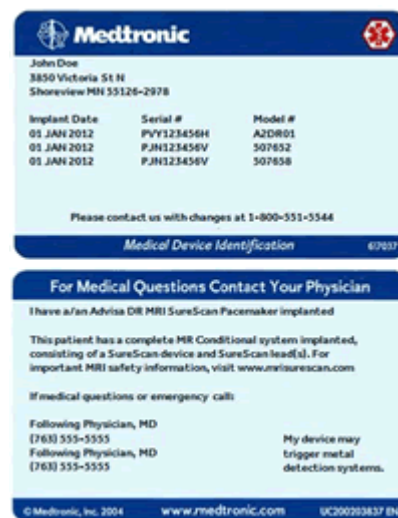 Medtronic
John Doe
3850 Victoria St N
Shoreview MN 55126-2978
Implant Date Serial # Model #
01 JAN 2012 PVY123456H A2DR01
01 JAN 2012 PJN123456V 507652
01 JAN 2012 PJN123456V 507658
Please contact us with changes at 1-800-551-5544
Medical Device Identification 617037
For Medical Questions Contact Your Physician
I have a/an Advisa DR MRI SureScan Pacemaker implanted
This patient has a complete MR Conditional system implanted,
consisting of a SureScan device and SureScan lead(s). For
important MRI safety information, visit www.mrisurescan.com
If medical questions or emergency call:
Following Physician, MD
(763) 555-5555
Following Physician, MD
(763) 555-5555
My device may
trigger metal
detection systems.
© Medtronic, Inc. 2004 www.medtronic.com UC200203837 EN